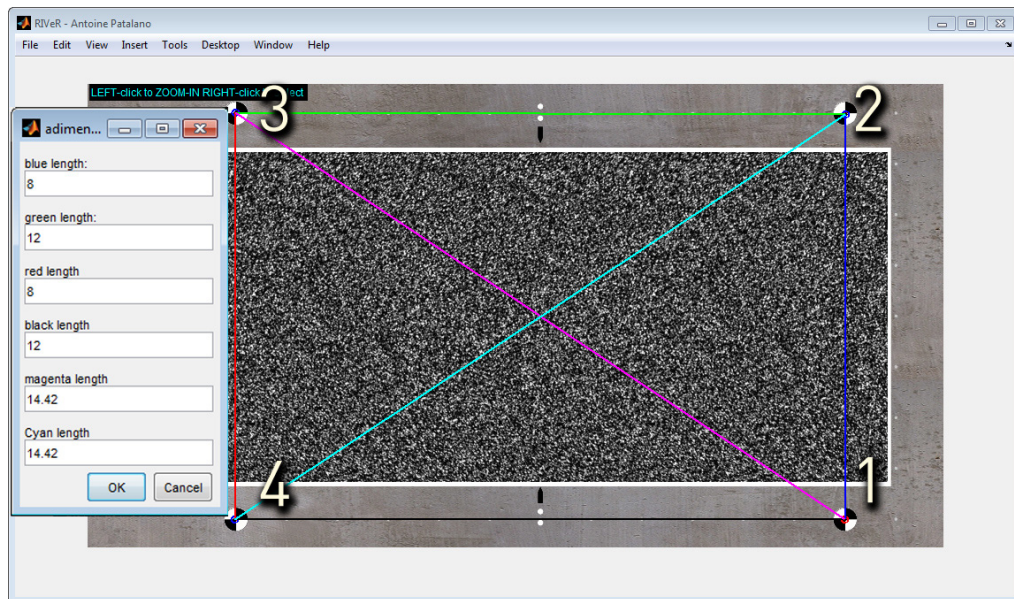 RIVeR - Antoine Patalano
File Edit View Insert Tools Desktop Window Help
LEFT-click to ZOOM-IN RIGHT-click ect
3
2
adimen...
blue length:
8
green length:
12
red length
8
black length
12
magenta length
14.42
Cyan length
14.42
OK Cancel
4
1